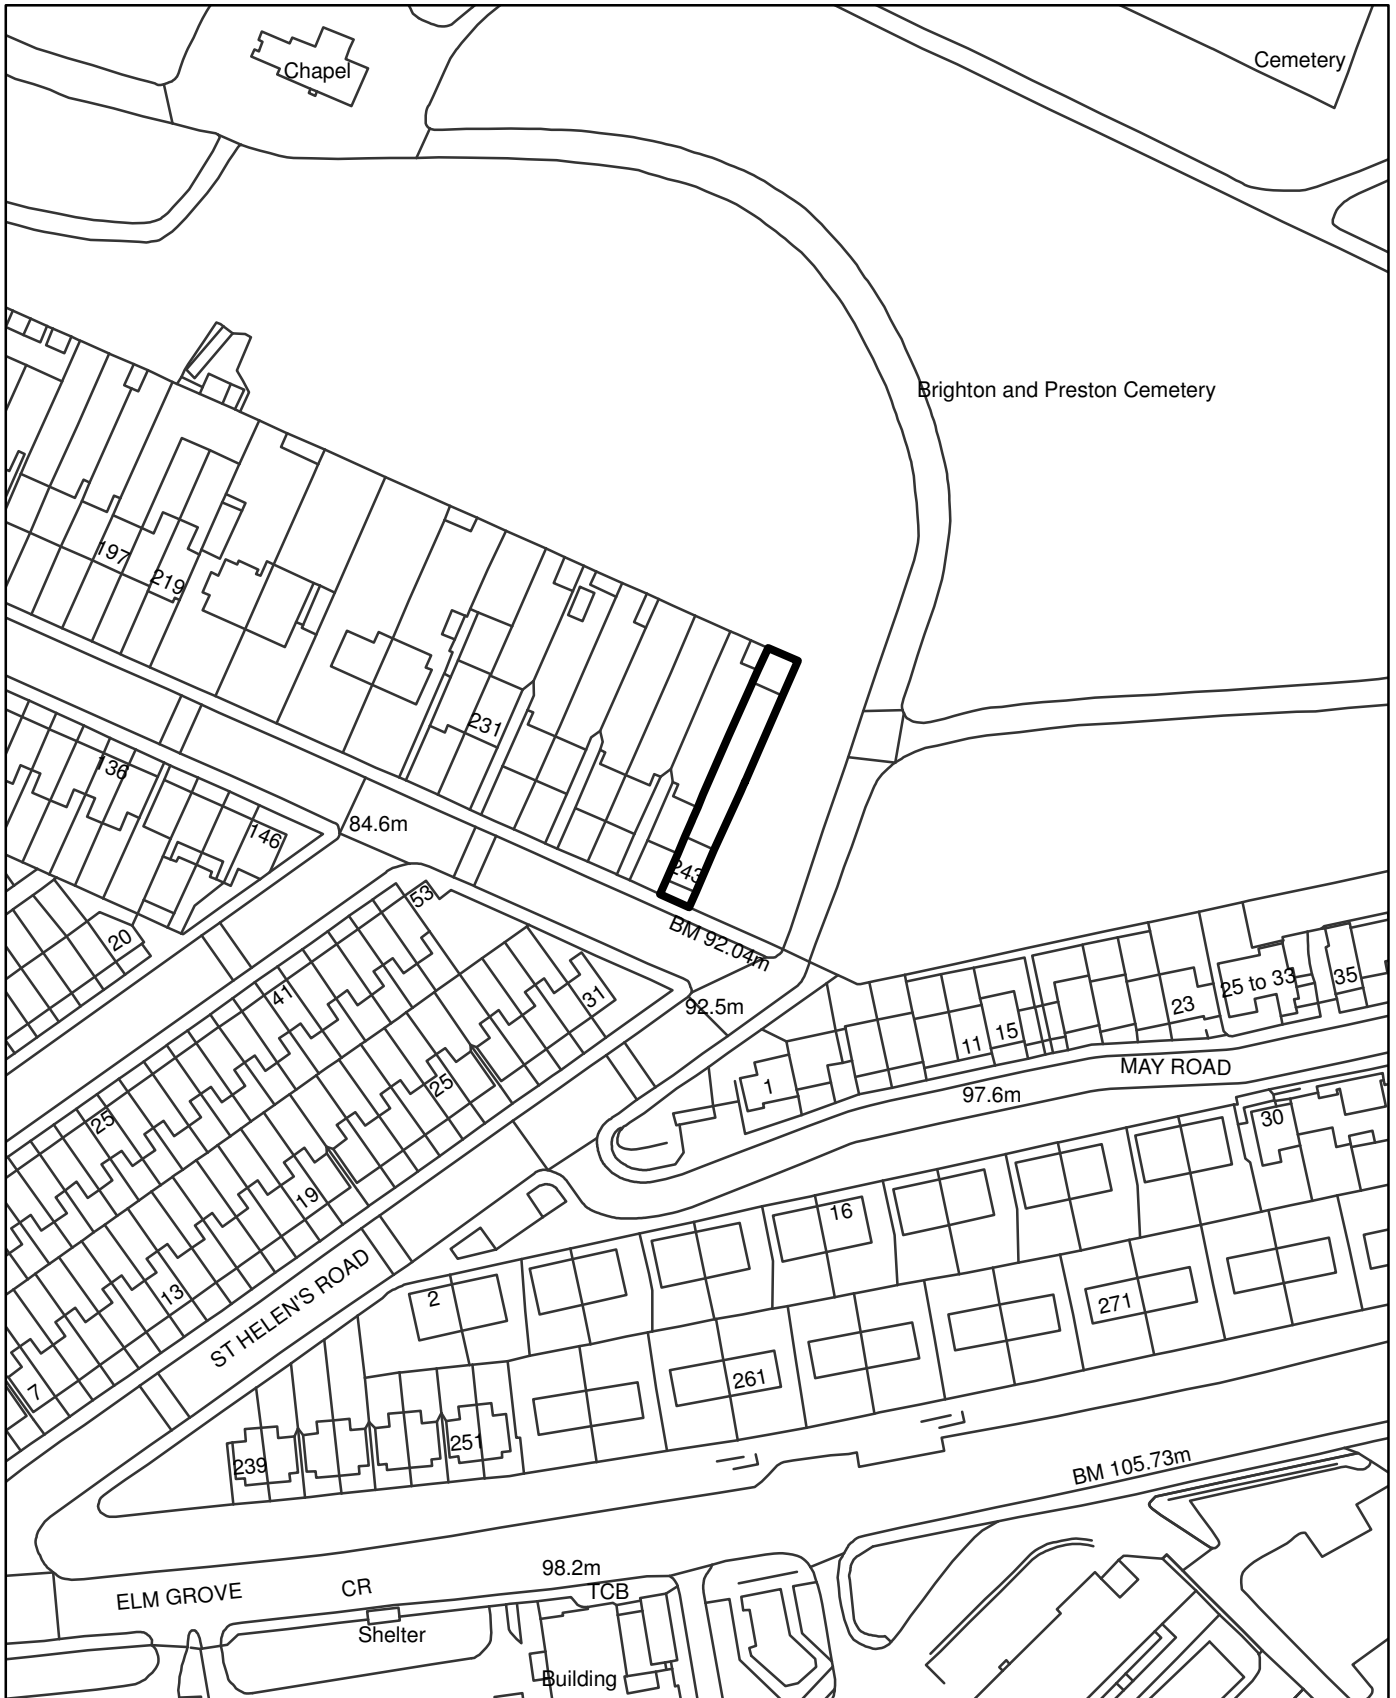 Chapel
Cemetery
Brighton and Preston Cemetery
197
219
231
136
146
84.6m
243
BM 92.04m
53
20
41
31
92.5m
25 to 33
35
23
15
11
1
MAY ROAD
97.6m
25
25
30
19
16
13
ST HELEN'S ROAD
2
271
7
261
251
239
BM 105.73m
98.2m
ELM GROVE
CR
TCB
Shelter
Building